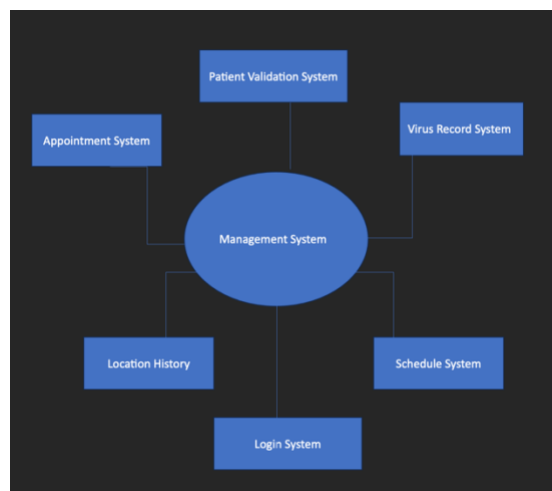 Patient Validation System
Virus Record System
Appointment System
Management System
Location History
Schedule System
Login System